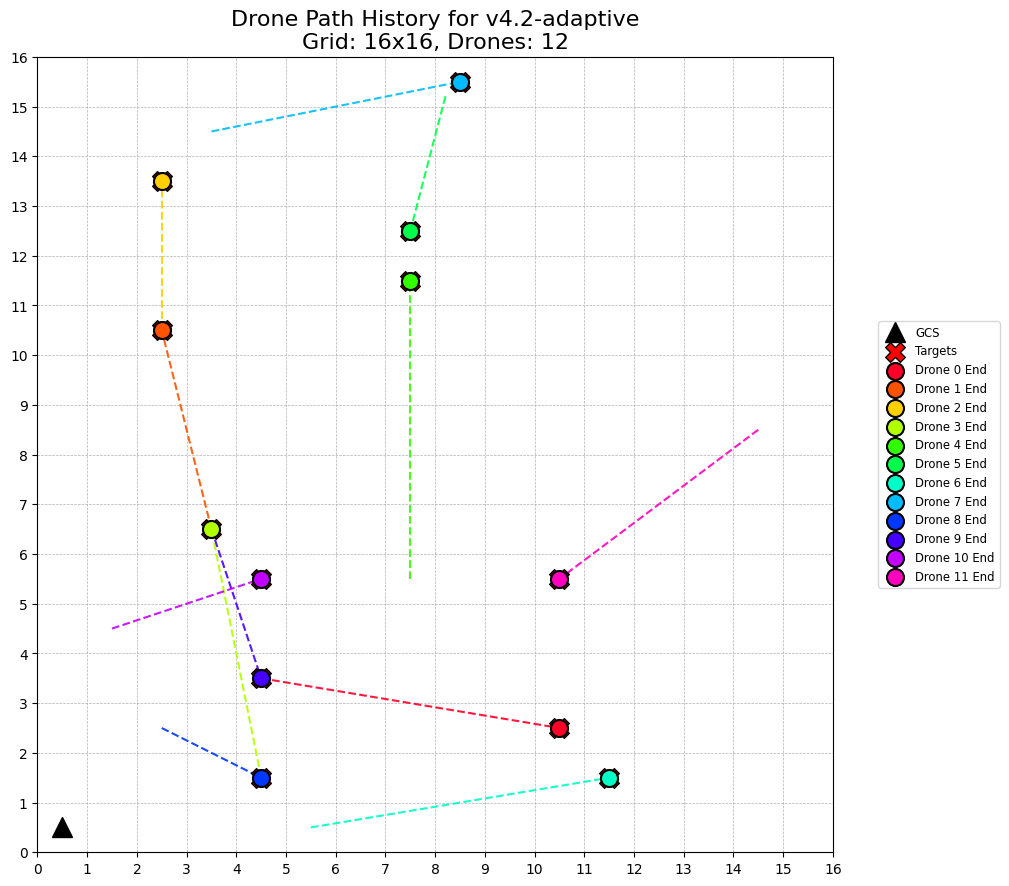 Drone Path History for v4.2-adaptive
Grid: 16x16, Drones: 12
16
15
14
13
12
11
10
9
8
7
6
5
4
3
2
1
0
0 1 2 3 4 5 6 7 8 9 10 11 12 13 14 15 16
GCS
Targets
Drone 0 End
Drone 1 End
Drone 2 End
Drone 3 End
Drone 4 End
Drone 5 End
Drone 6 End
Drone 7 End
Drone 8 End
Drone 9 End
Drone 10 End
Drone 11 End